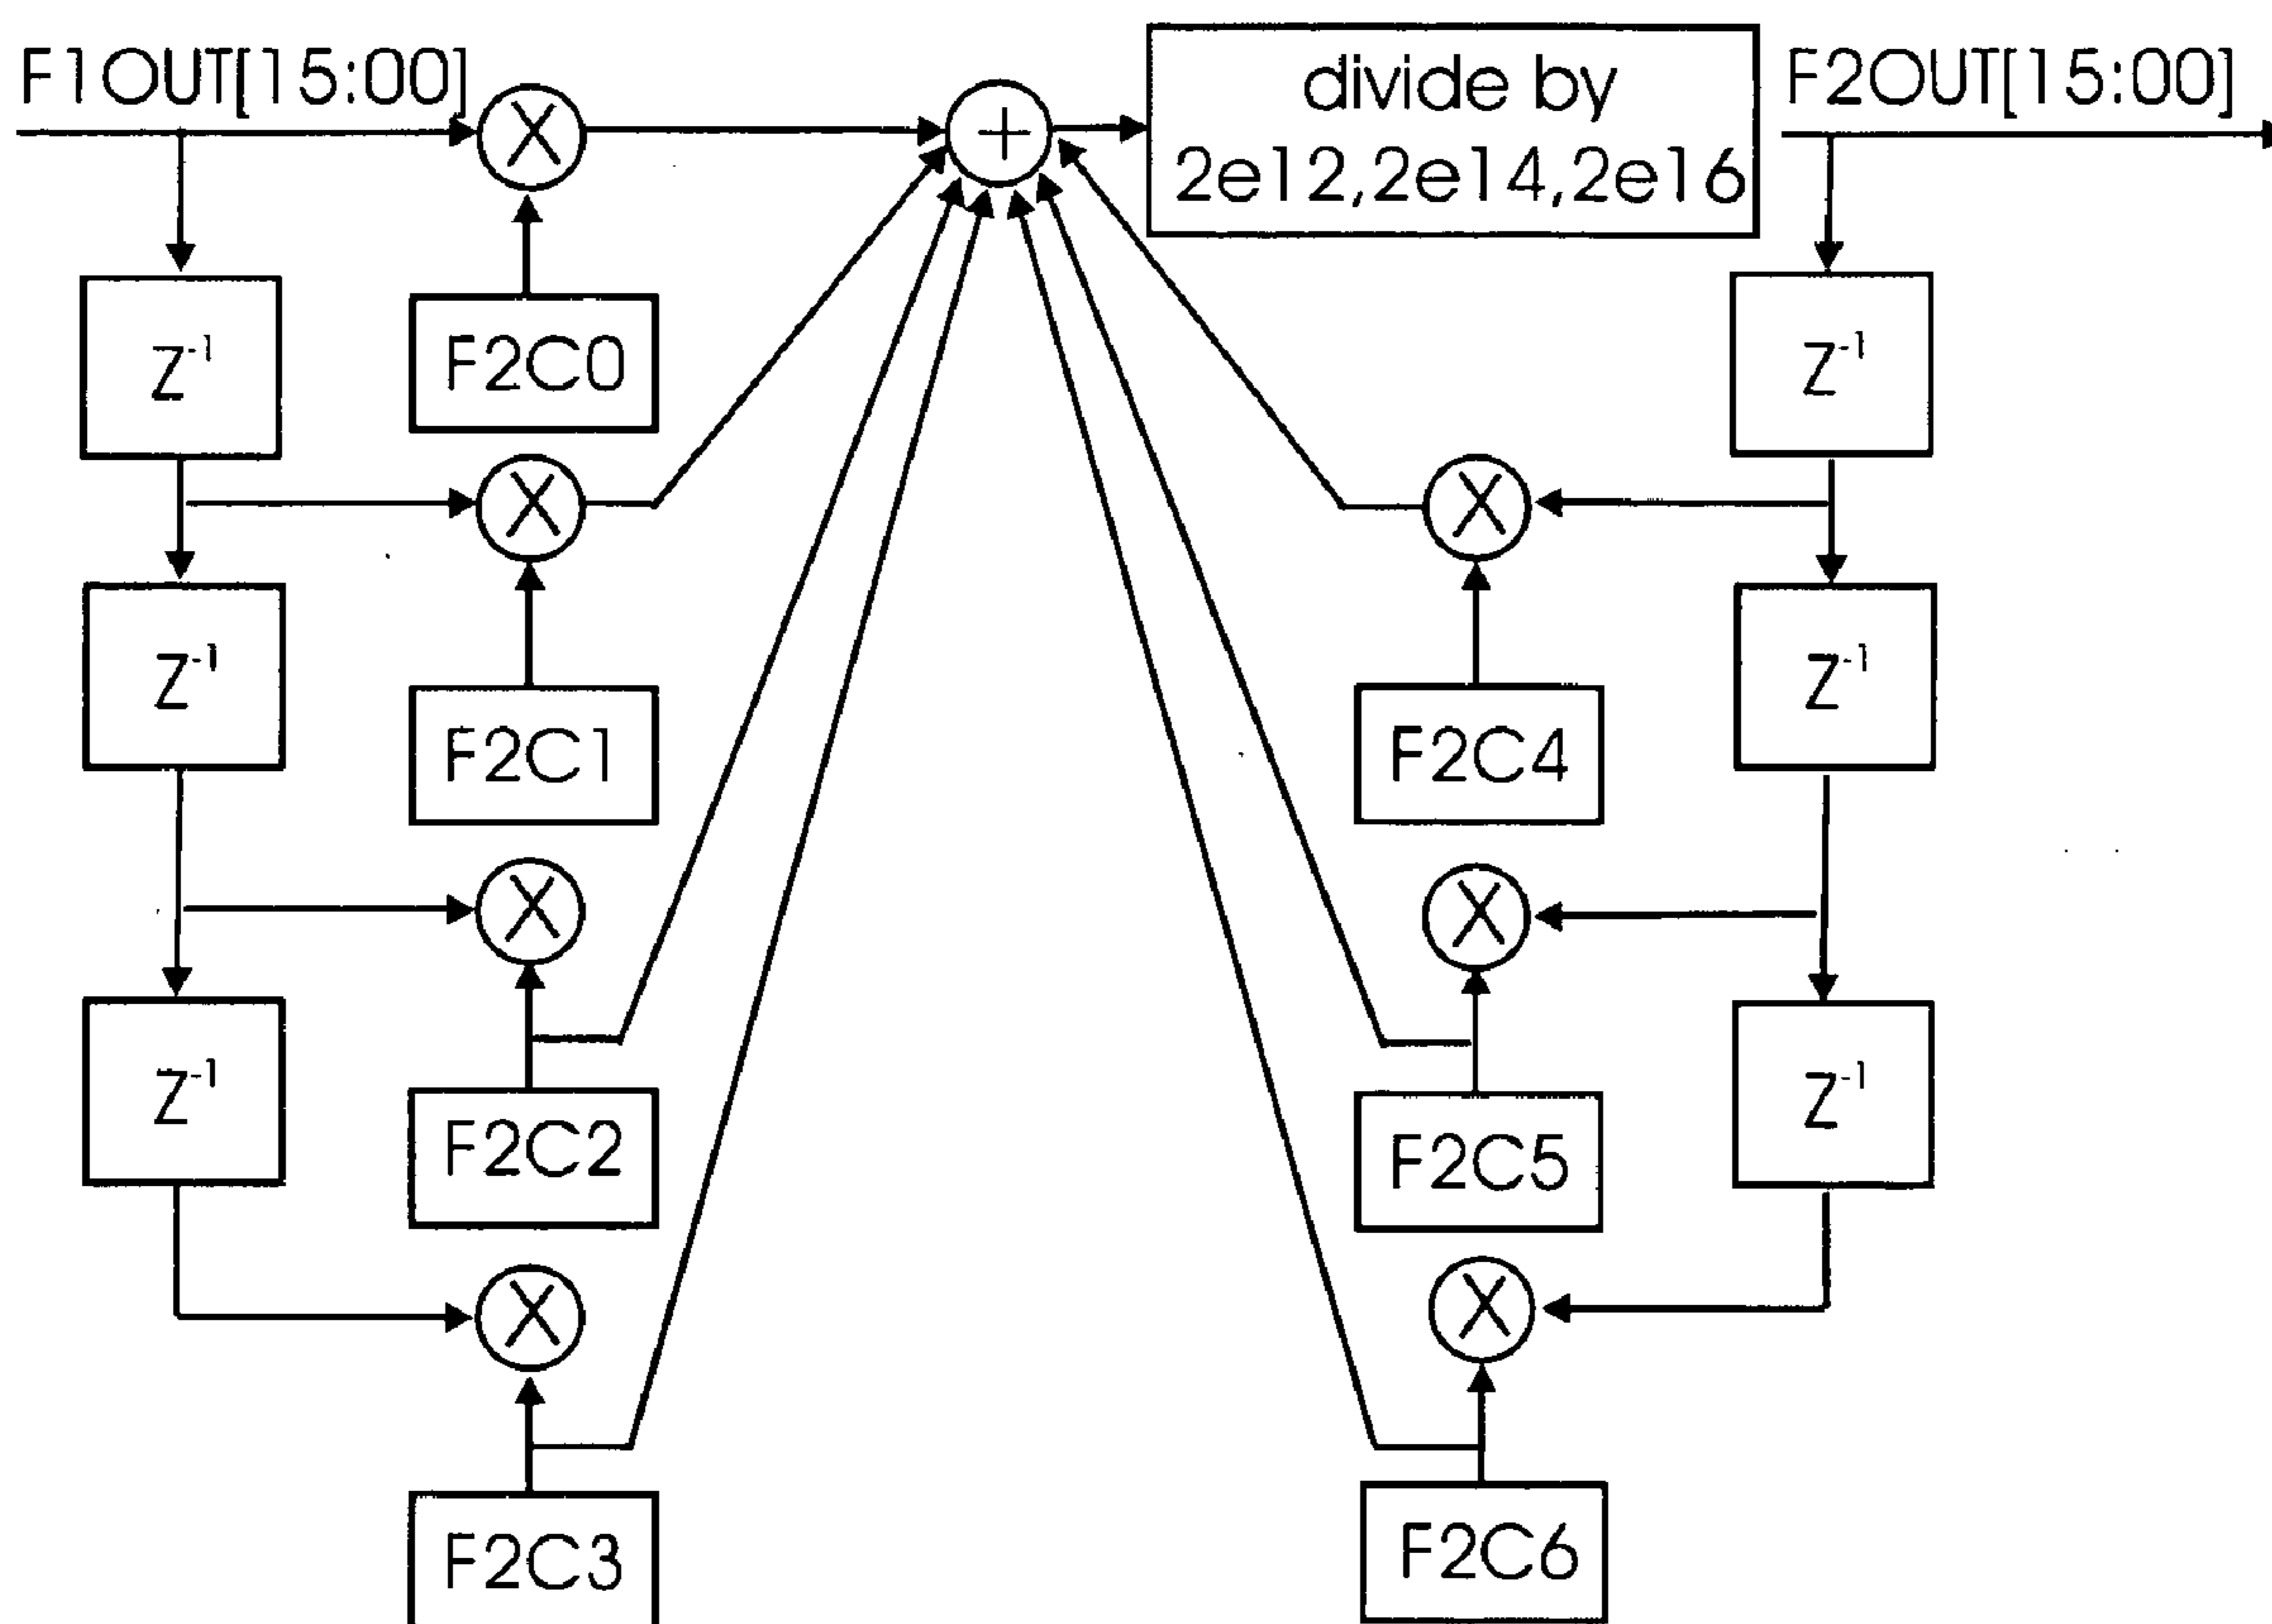 F1OUT[15:00]
X
+
divide by
2e12,2e14,2e16
F2OUT[15:00]
Z-1
F2C0
Z-1
X
X
Z-1
F2C1
F2C4
Z-1
X
X
Z-1
F2C2
F2C5
Z-1
X
X
F2C3
F2C6